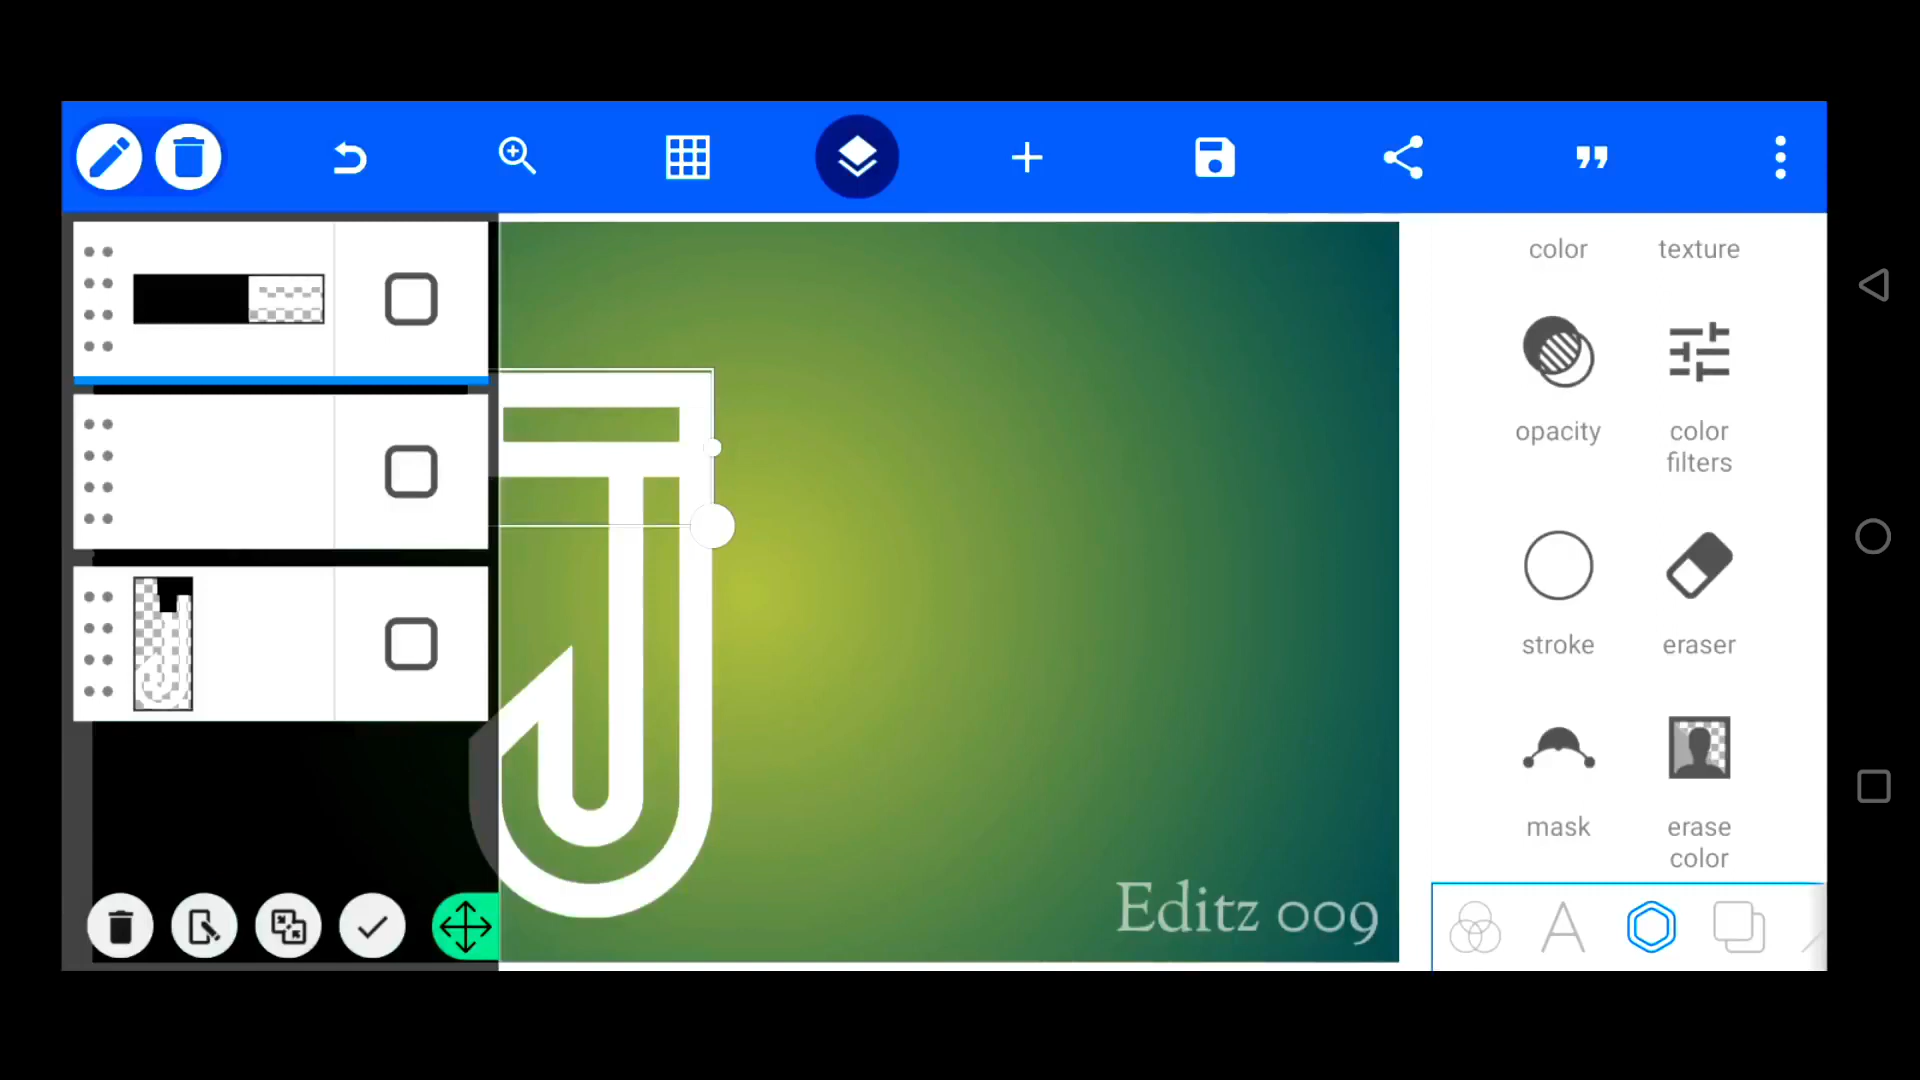 color texture
opacity color
filters
stroke eraser
mask erase
color
Editz 009